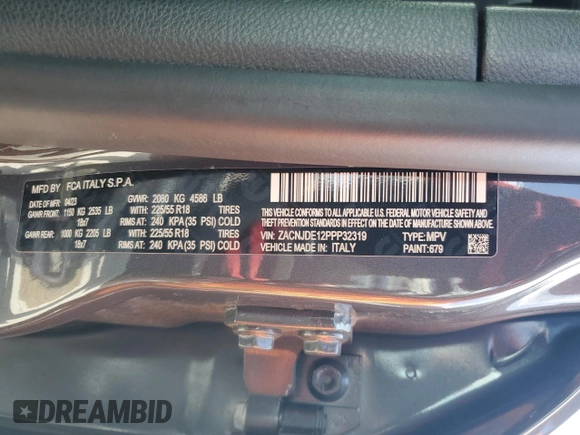 MFD BY FCA ITALY S.P.A.
DATE OF MFR: 04/23 GVWR: 2080 KG 4586 LB
GAWR FRONT: 1150 KG 2535 LB WITH: 225/55 R18 TIRES
18x7 RIMS AT: 240 KPA (35 PSI) COLD
GAWR REAR: 1000 KG 2205 LB WITH: 225/55 R18 TIRES
18x7 RIMS AT: 240 KPA (35 PSI) COLD
THIS VEHICLE CONFORMS TO ALL APPLICABLE U.S. FEDERAL MOTOR VEHICLE SAFETY AND
THEFT PREVENTION STANDARDS IN EFFECT ON THE DATE OF MANUFACTURE SHOWN ABOVE.
THIS VEHICLE MADE IN: ITALY
VIN: ZACNJDE12PPP32319 TYPE: MPV
PAINT: 679
DREAMBID